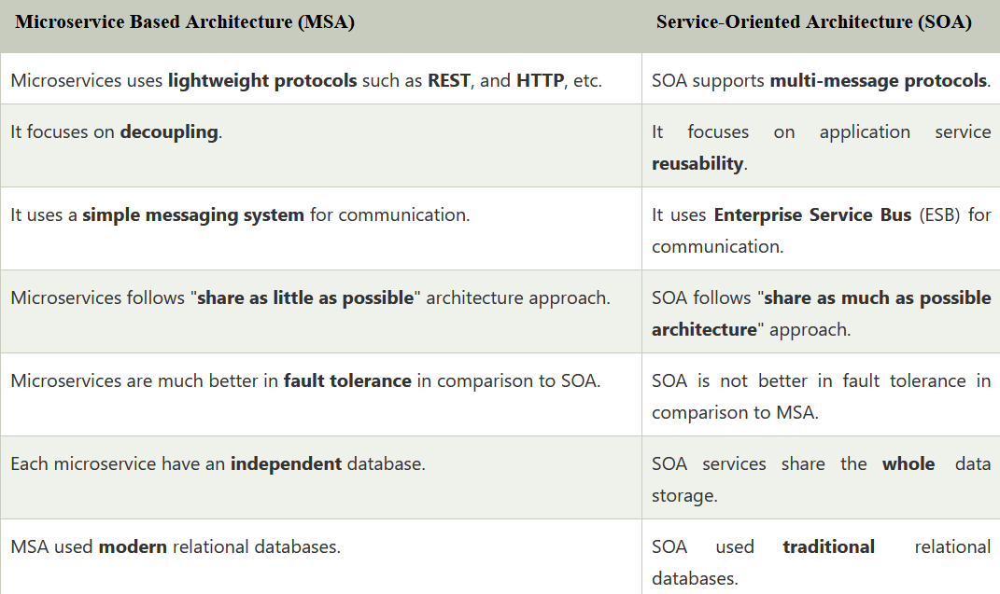 Microservice Based Architecture (MSA)
Service-Oriented Architecture (SOA)
Microservices uses lightweight protocols such as REST, and HTTP, etc.
SOA supports multi-message protocols.
It focuses on decoupling.
It focuses on application service
reusability.
It uses a simple messaging system for communication.
It uses Enterprise Service Bus (ESB) for
communication.
Microservices follows "share as little as possible" architecture approach.
SOA follows "share as much as possible
architecture" approach.
Microservices are much better in fault tolerance in comparison to SOA.
SOA is not better in fault tolerance in
comparison to MSA.
Each microservice have an independent database.
SOA services share the whole data
storage.
MSA used modern relational databases.
SOA used traditional relational
databases.